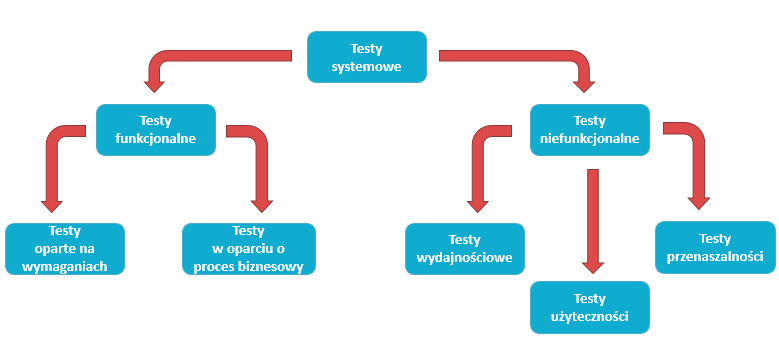 Testy
systemowe
Testy
funkcjonalne
Testy
niefunkcjonalne
Testy
oparte na
wymaganiach
Testy
w oparciu o
proces biznesowy
Testy
wydajnościowe
Testy
użyteczności
Testy
przenaszalności